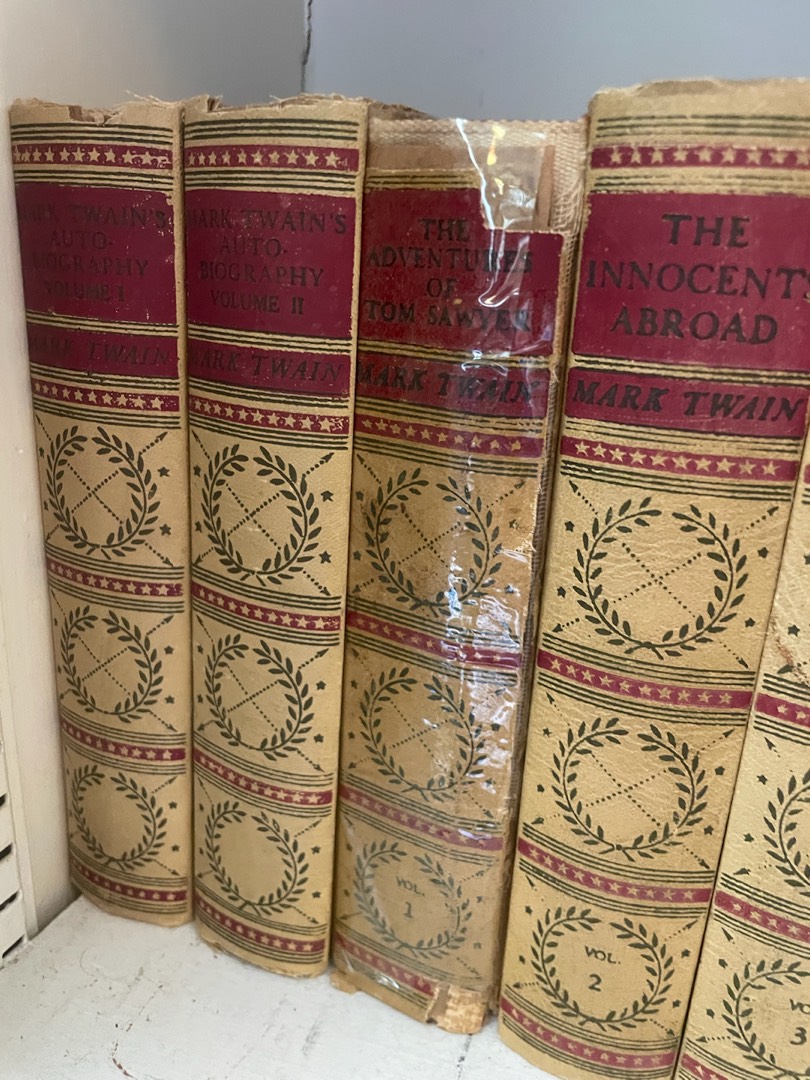 MARK TWAIN'S
AUTO-
BIOGRAPHY
VOLUME I
MARK TWAIN
MARK TWAIN'S
AUTO-
BIOGRAPHY
VOLUME II
MARK TWAIN
THE
ADVENTURES
OF
TOM SAWYER
MARK TWAIN
VOL.
1
THE
INNOCENTS
ABROAD
MARK TWAIN
VOL.
2
3